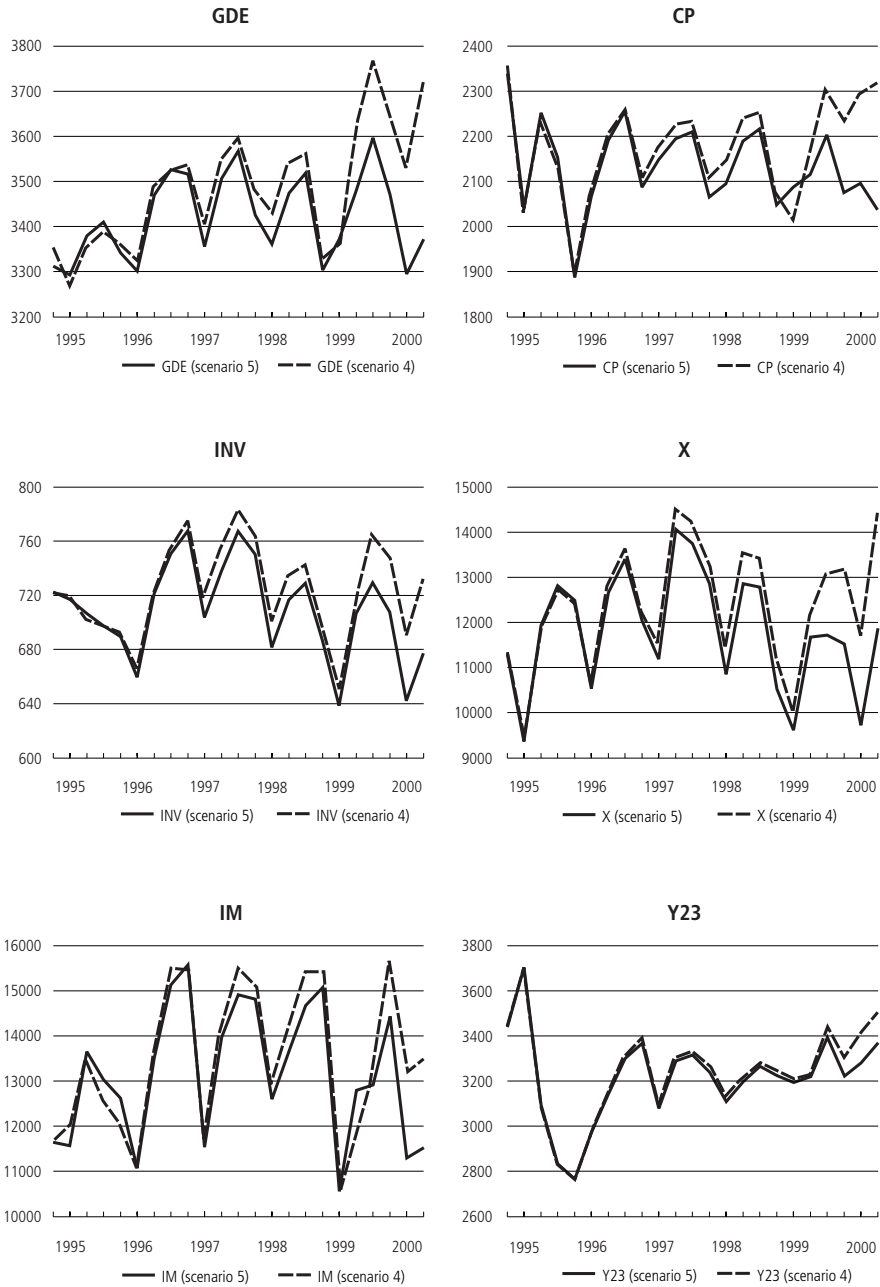 GDE
3800
3700
3600
3500
3400
3300
3200
1995 1996 1997 1998 1999 2000
GDE (scenario 5) GDE (scenario 4)
CP
2400
2300
2200
2100
2000
1900
1800
1995 1996 1997 1998 1999 2000
CP (scenario 5) CP (scenario 4)
INV
800
760
720
680
640
600
1995 1996 1997 1998 1999 2000
INV (scenario 5) INV (scenario 4)
X
15000
14000
13000
12000
11000
10000
9000
1995 1996 1997 1998 1999 2000
X (scenario 5) X (scenario 4)
IM
16000
15000
14000
13000
12000
11000
10000
1995 1996 1997 1998 1999 2000
IM (scenario 5) IM (scenario 4)
Y23
3800
3600
3400
3200
3000
2800
2600
1995 1996 1997 1998 1999 2000
Y23 (scenario 5) Y23 (scenario 4)